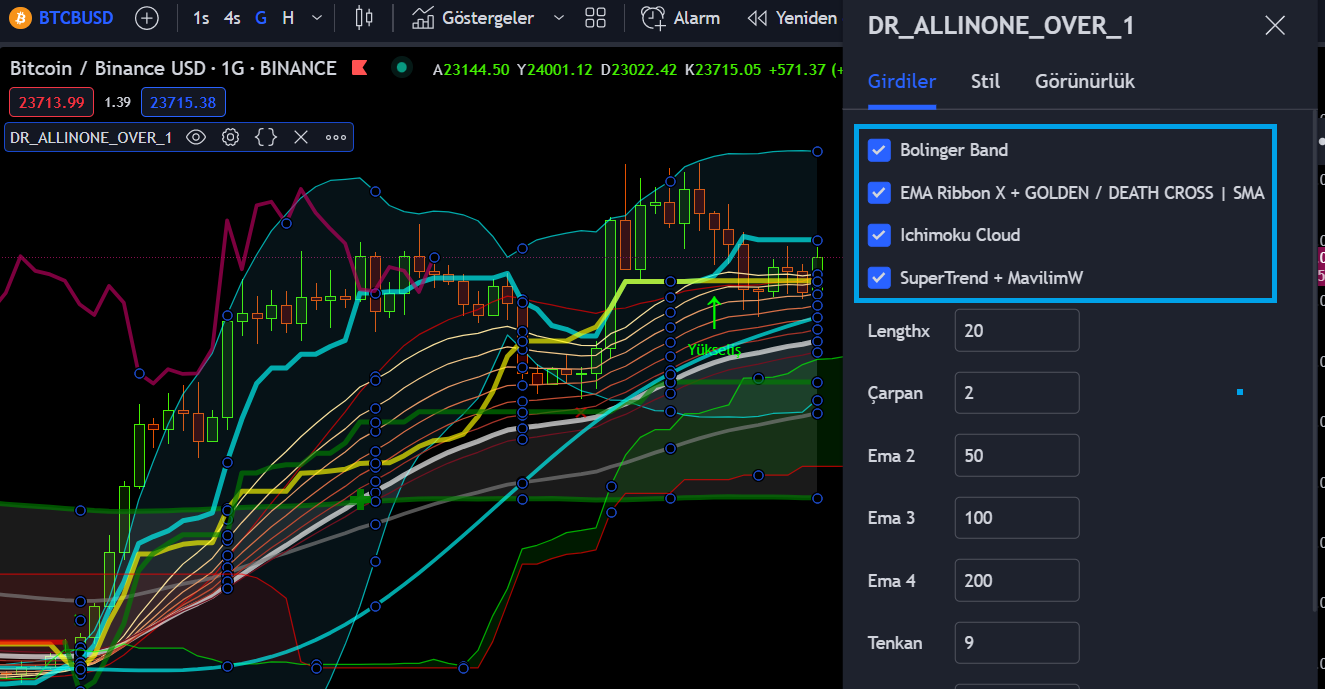 BTCBUSD 1s 4s G H Göstergeler Alarm Yeniden
Bitcoin / Binance USD · 1G · BINANCE A23144.50 Y24001.12 D23022.42 K23715.05 +571.37 (+
23713.99 1.39 23715.38
DR_ALLINONE_OVER_1
Yükseliş
DR_ALLINONE_OVER_1
Girdiler Stil Görünürlük
Bolinger Band
EMA Ribbon X + GOLDEN / DEATH CROSS | SMA
Ichimoku Cloud
SuperTrend + MavilimW
Lengthx 20
Çarpan 2
Ema 2 50
Ema 3 100
Ema 4 200
Tenkan 9